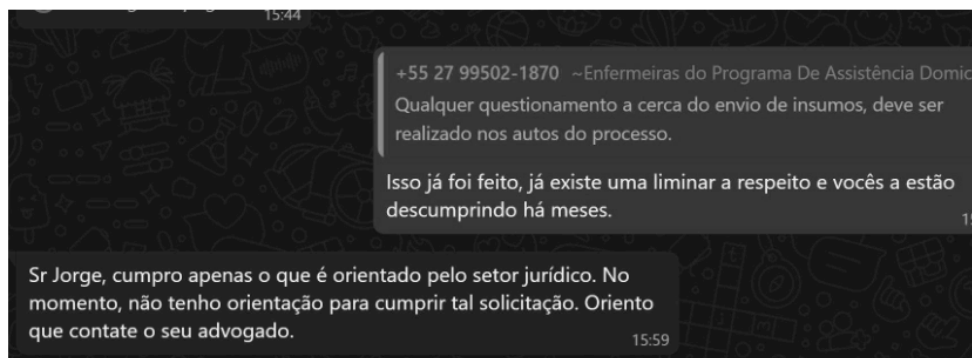 15:44
+55 27 99502-1870 ~Enfermeiras do Programa De Assistência Domic
Qualquer questionamento a cerca do envio de insumos, deve ser
realizado nos autos do processo.
Isso já foi feito, já existe uma liminar a respeito e vocês a estão
descumprindo há meses.
Sr Jorge, cumpro apenas o que é orientado pelo setor jurídico. No
momento, não tenho orientação para cumprir tal solicitação. Oriento
que contate o seu advogado.
15:59